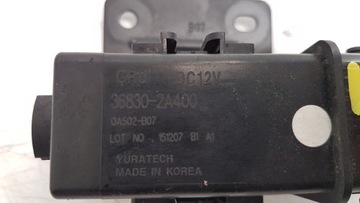 DC12V
36830-2A400
0A502-B07
LOT NO . 151207 B1 A1
YURATECH
MADE IN KOREA